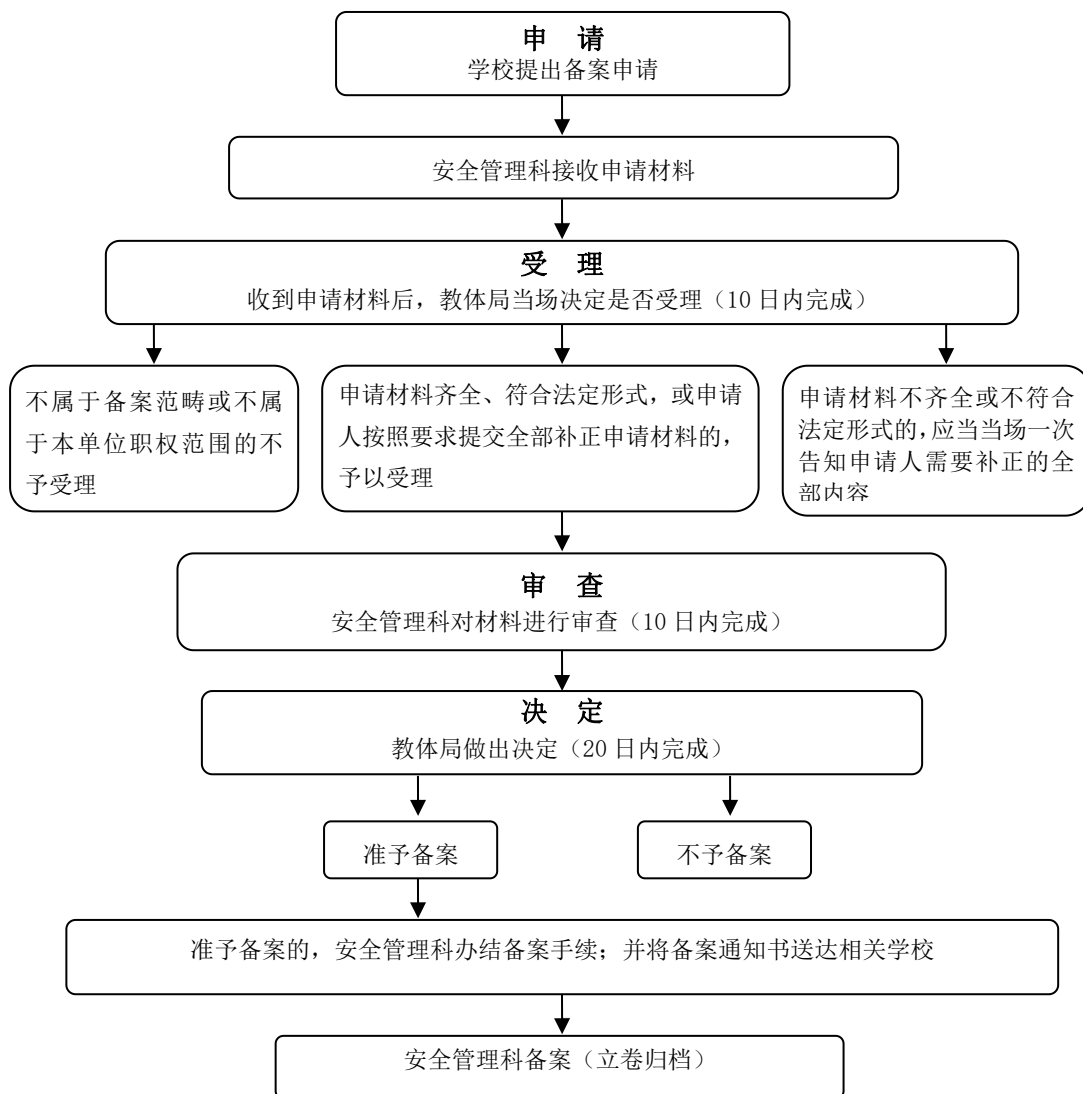 申 请
学校提出备案申请
安全管理科接收申请材料
受 理
收到申请材料后，教体局当场决定是否受理（10 日内完成）
不属于备案范畴或不属
于本单位职权范围的不
予受理
申请材料齐全、符合法定形式，或申请
人按照要求提交全部补正申请材料的，
予以受理
申请材料不齐全或不符合
法定形式的，应当当场一次
告知申请人需要补正的全
部内容
审 查
安全管理科对材料进行审查（10 日内完成）
决 定
教体局做出决定（20 日内完成）
准予备案
不予备案
准予备案的，安全管理科办结备案手续；并将备案通知书送达相关学校
安全管理科备案（立卷归档）